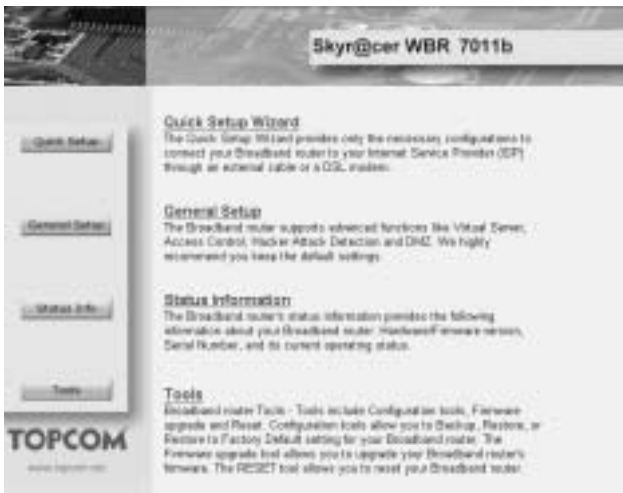 Skyr@cer WBR 7011b
Quick Setup Wizard
The Quick Setup Wizard provides only the necessary configurations to
connect your Broadband router to your Internet Service Provider (ISP)
through an external cable or a DSL modem.
Quick Setup
General Setup
The Broadband router supports advanced functions like Virtual Server,
Access Control, Hacker Attack Detection and DMZ. We highly
recommend you keep the default settings.
General Setup
Status Information
The Broadband router's status information provides the following
information about your Broadband router: Hardware/Firmware version,
Serial Number, and its current operating status.
Status Info
Tools
Broadband router Tools - Tools include Configuration tools, Firmware
upgrade and Reset. Configuration tools allow you to Backup, Restore, or
Restore to Factory Default setting for your Broadband router. The
Firmware upgrade tool allows you to upgrade your Broadband router's
firmware. The RESET tool allows you to reset your Broadband router.
Tools
TOPCOM
www.topcom.net